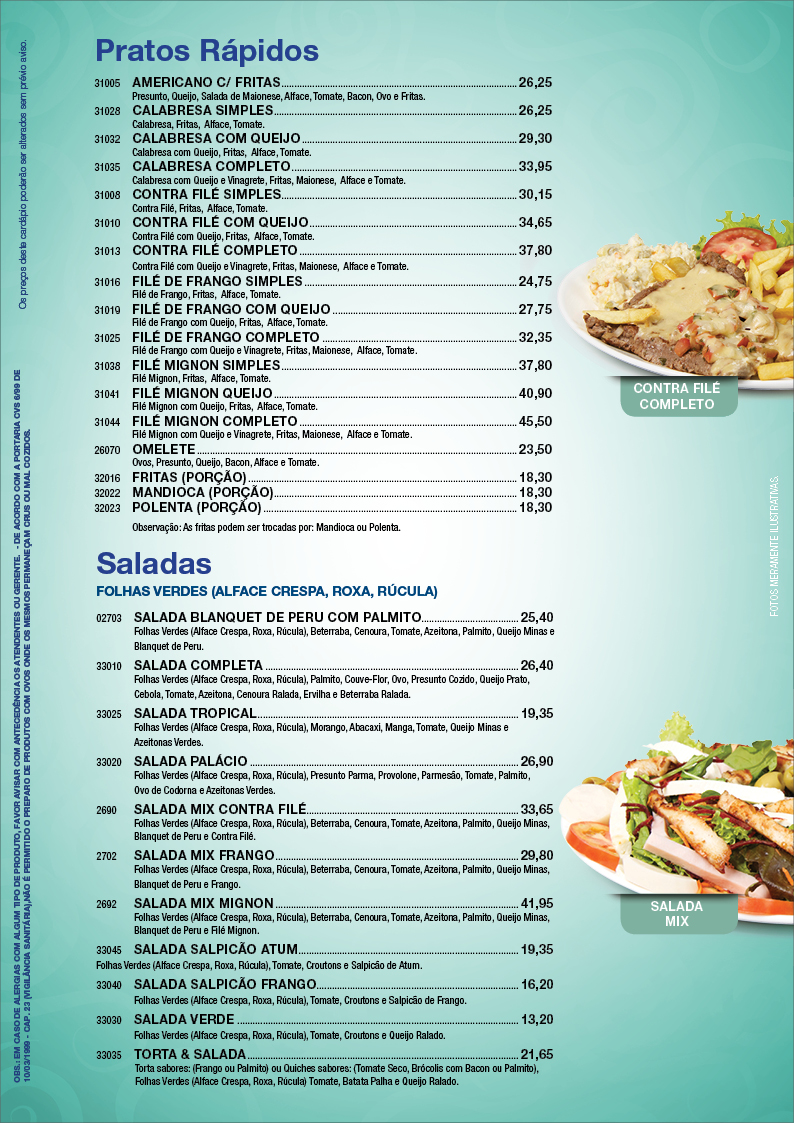 Pratos Rápidos
31005 AMERICANO C/ FRITAS 26,25
Presunto, Queijo, Salada de Maionese, Alface, Tomate, Bacon, Ovo e Fritas.
31028 CALABRESA SIMPLES 26,25
Calabresa, Fritas, Alface, Tomate.
31032 CALABRESA COM QUEIJO 29,30
Calabresa com Queijo, Fritas, Alface, Tomate.
31035 CALABRESA COMPLETO 33,95
Calabresa com Queijo e Vinagrete, Fritas, Maionese, Alface e Tomate.
31008 CONTRA FILÉ SIMPLES 30,15
Contra Filé, Fritas, Alface, Tomate.
31010 CONTRA FILÉ COM QUEIJO 34,65
Contra Filé com Queijo, Fritas, Alface, Tomate.
31013 CONTRA FILÉ COMPLETO 37,80
Contra Filé com Queijo e Vinagrete, Fritas, Maionese, Alface e Tomate.
31016 FILÉ DE FRANGO SIMPLES 24,75
Filé de Frango, Fritas, Alface, Tomate.
31019 FILÉ DE FRANGO COM QUEIJO 27,75
Filé de Frango com Queijo, Fritas, Alface, Tomate.
31025 FILÉ DE FRANGO COMPLETO 32,35
Filé de Frango com Queijo e Vinagrete, Fritas, Maionese, Alface, Tomate.
31038 FILÉ MIGNON SIMPLES 37,80
Filé Mignon, Fritas, Alface, Tomate.
31041 FILÉ MIGNON QUEIJO 40,90
Filé Mignon com Queijo, Fritas, Alface, Tomate.
31044 FILÉ MIGNON COMPLETO 45,50
Filé Mignon com Queijo e Vinagrete, Fritas, Maionese, Alface e Tomate.
26070 OMELETE 23,50
Ovos, Presunto, Queijo, Bacon, Alface e Tomate.
32016 FRITAS (PORÇÃO) 18,30
32022 MANDIOCA (PORÇÃO) 18,30
32023 POLENTA (PORÇÃO) 18,30
Observação: As fritas podem ser trocadas por: Mandioca ou Polenta.
Saladas
FOLHAS VERDES (ALFACE CRESPA, ROXA, RÚCULA)
02703 SALADA BLANQUET DE PERU COM PALMITO 25,40
Folhas Verdes (Alface Crespa, Roxa, Rúcula), Beterraba, Cenoura, Tomate, Azeitona, Palmito, Queijo Minas e
Blanquet de Peru.
33010 SALADA COMPLETA 26,40
Folhas Verdes (Alface Crespa, Roxa, Rúcula), Palmito, Couve-Flor, Ovo, Presunto Cozido, Queijo Prato,
Cebola, Tomate, Azeitona, Cenoura Ralada, Ervilha e Beterraba Ralada.
33025 SALADA TROPICAL 19,35
Folhas Verdes (Alface Crespa, Roxa, Rúcula), Morango, Abacaxi, Manga, Tomate, Queijo Minas e
Azeitonas Verdes.
33020 SALADA PALÁCIO 26,90
Folhas Verdes (Alface Crespa, Roxa, Rúcula), Presunto Parma, Provolone, Parmesão, Tomate, Palmito,
Ovo de Codorna e Azeitonas Verdes.
2690 SALADA MIX CONTRA FILÉ 33,65
Folhas Verdes (Alface Crespa, Roxa, Rúcula), Beterraba, Cenoura, Tomate, Azeitona, Palmito, Queijo Minas,
Blanquet de Peru e Contra Filé.
2702 SALADA MIX FRANGO 29,80
Folhas Verdes (Alface Crespa, Roxa, Rúcula), Beterraba, Cenoura, Tomate, Azeitona, Palmito, Queijo Minas,
Blanquet de Peru e Frango.
2692 SALADA MIX MIGNON 41,95
Folhas Verdes (Alface Crespa, Roxa, Rúcula), Beterraba, Cenoura, Tomate, Azeitona, Palmito, Queijo Minas,
Blanquet de Peru e Filé Mignon.
33045 SALADA SALPICÃO ATUM 19,35
Folhas Verdes (Alface Crespa, Roxa, Rúcula), Tomate, Croutons e Salpicão de Atum.
33040 SALADA SALPICÃO FRANGO 16,20
Folhas Verdes (Alface Crespa, Roxa, Rúcula), Tomate, Croutons e Salpicão de Frango.
33030 SALADA VERDE 13,20
Folhas Verdes (Alface Crespa, Roxa, Rúcula), Tomate, Croutons e Queijo Ralado.
33035 TORTA & SALADA 21,65
Torta sabores: (Frango ou Palmito) ou Quiches sabores: (Tomate Seco, Brócolis com Bacon ou Palmito),
Folhas Verdes (Alface Crespa, Roxa, Rúcula) Tomate, Batata Palha e Queijo Ralado.
CONTRA FILÉ
COMPLETO
FOTOS MERAMENTE ILUSTRATIVAS.
SALADA
MIX
Os preços deste cardápio poderão ser alterados sem prévio aviso.
OBS.: EM CASO DE ALERGIAS COM ALGUM TIPO DE PRODUTO, FAVOR AVISAR COM ANTECEDÊNCIA OS ATENDENTES OU GERENTE. - DE ACORDO COM A PORTARIA CVS 6/99 DE
10/03/1999 - CAP. 23 (VIGILÂNCIA SANITÁRIA),NÃO É PERMITIDO O PREPARO DE PRODUTOS COM OVOS ONDE OS MESMOS PERMANEÇAM CRUS OU MAL COZIDOS.